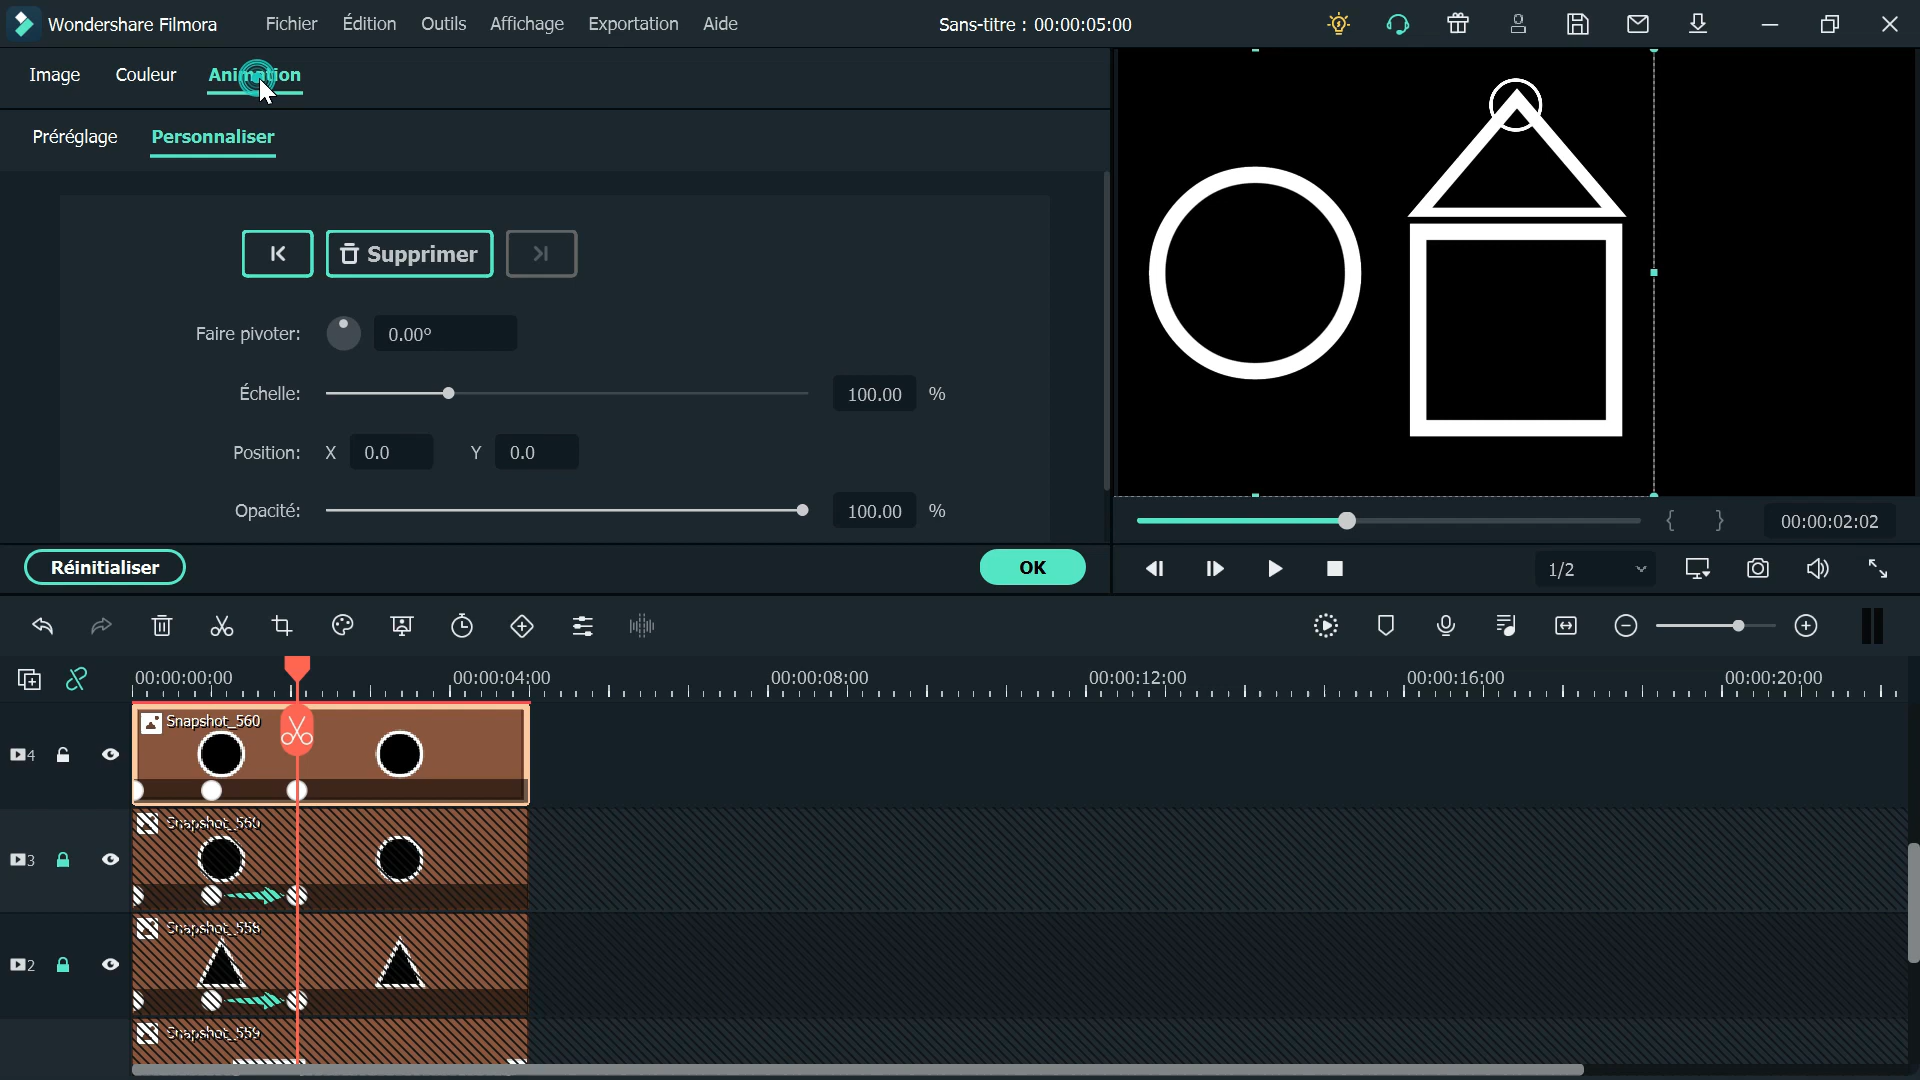 Wondershare Filmora Fichier Édition Outils Affichage Exportation Aide Sans-titre : 00:00:05:00
Image Couleur Animation
Préréglage Personnaliser
Supprimer
Faire pivoter: 0.00º
Échelle: 100.00 %
Position: X 0.0 Y 0.0
Opacité: 100.00 %
{ } 00:00:02:02
Réinitialiser OK
1/2
00:00:00:00 00:00:04:00 00:00:08:00 00:00:12:00 00:00:16:00 00:00:20:00
Snapshot_560
4
Snapshot_560
3
Snapshot_558
2
Snapshot_559